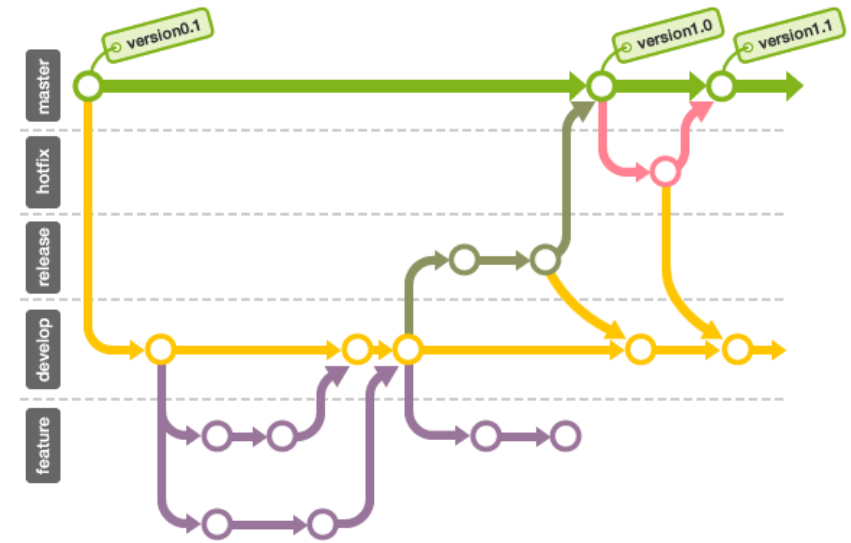 version0.1
version1.0
version1.1
master
hotfix
release
develop
feature